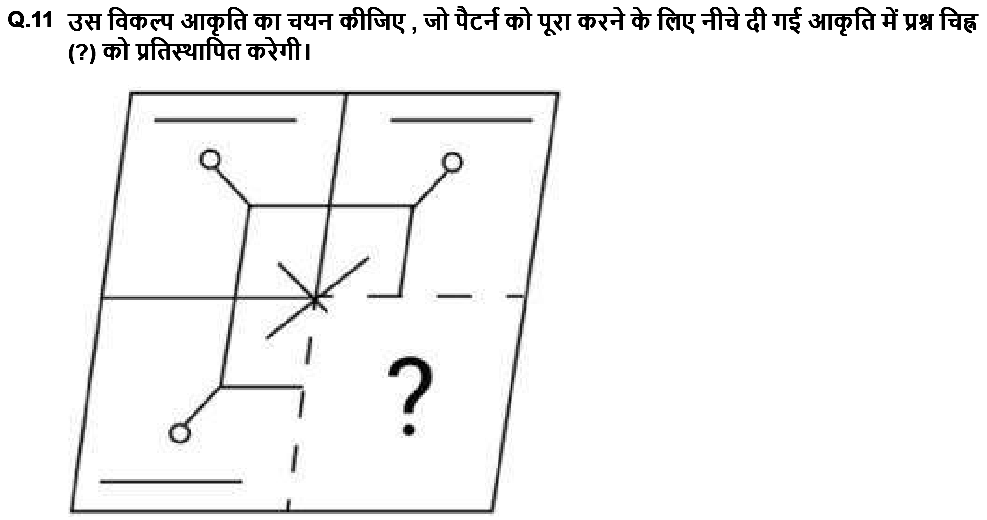 Q.11 उस विकल्प आकृति का चयन कीजिए , जो पैटर्न को पूरा करने के लिए नीचे दी गई आकृति में प्रश्न चिह्न
(?) को प्रतिस्थापित करेगी।
?